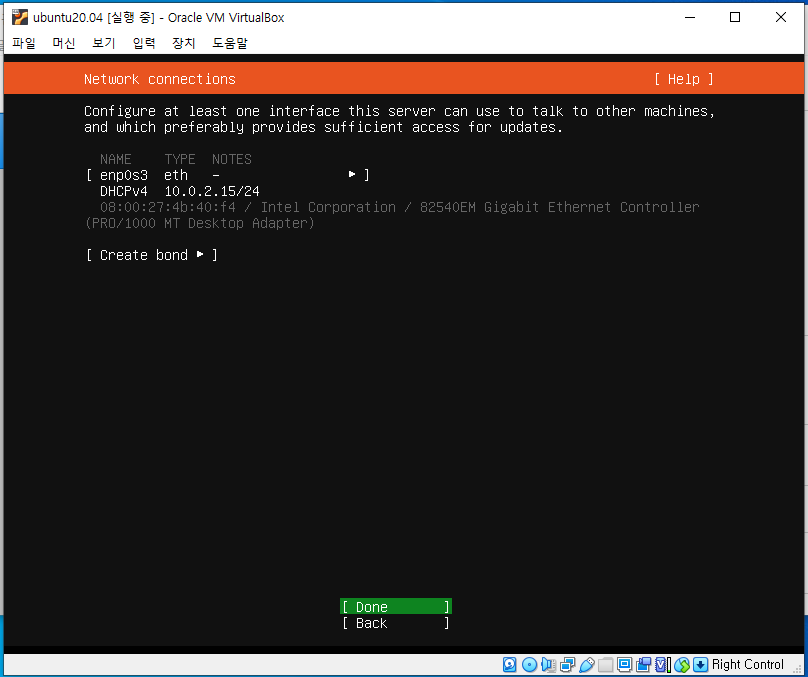 ubuntu20.04 [실행 중] - Oracle VM VirtualBox
파일 머신 보기 입력 장치 도움말
Network connections [ Help ]
Configure at least one interface this server can use to talk to other machines,
and which preferably provides sufficient access for updates.
NAME TYPE NOTES
[ enp0s3 eth - ▸ ]
DHCPv4 10.0.2.15/24
08:00:27:4b:40:f4 / Intel Corporation / 82540EM Gigabit Ethernet Controller
(PRO/1000 MT Desktop Adapter)
[ Create bond ▸ ]
[ Done ]
[ Back ]
Right Control